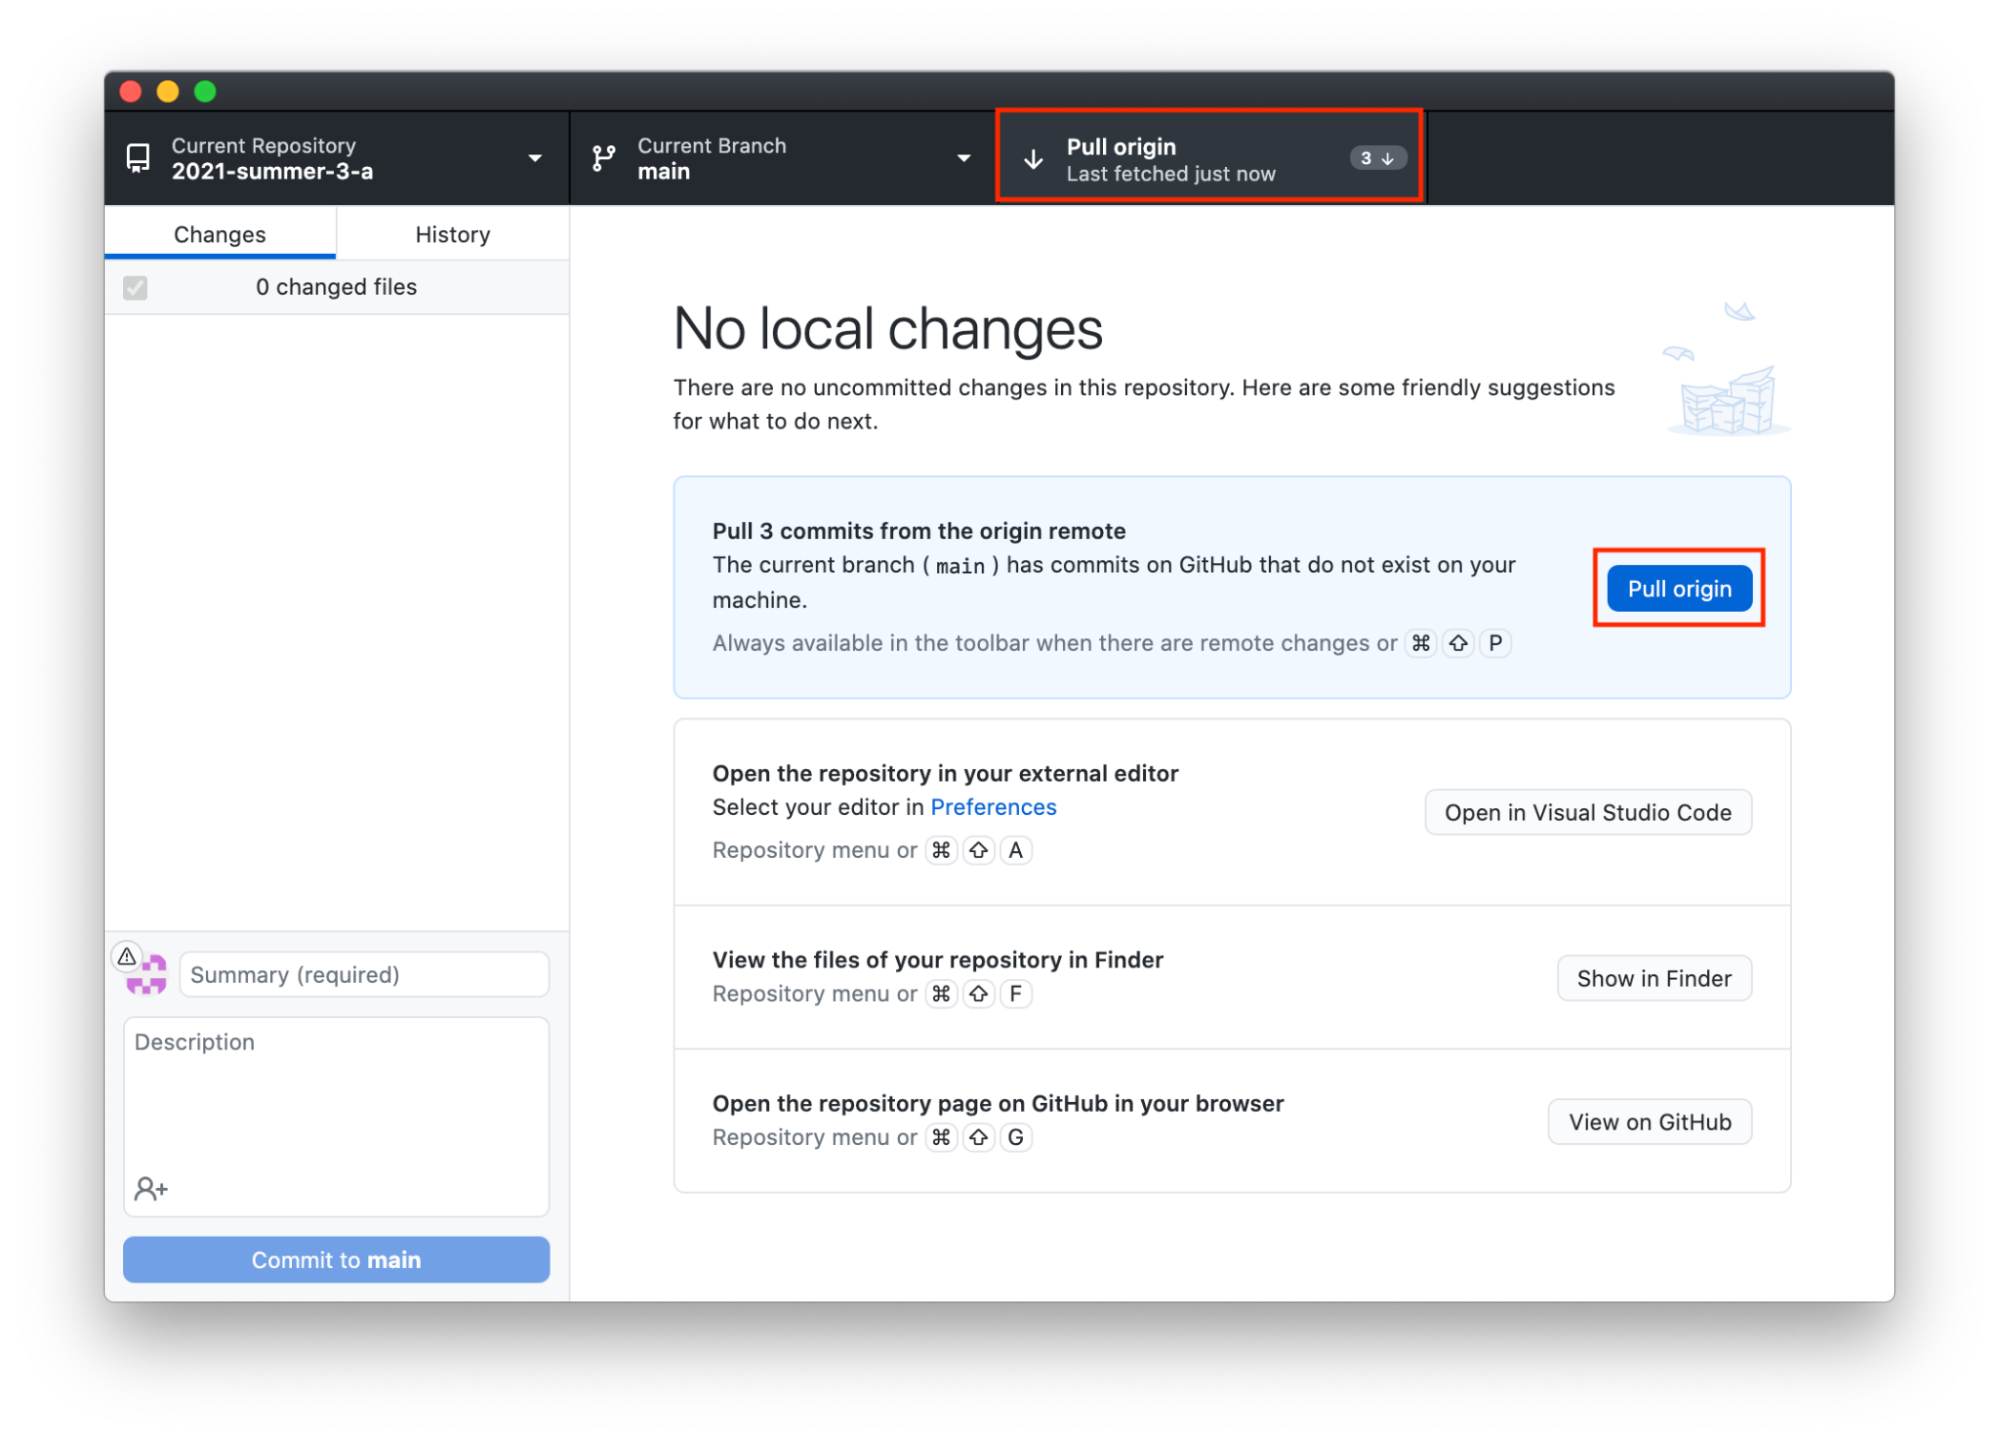 Current Repository
2021-summer-3-a
Current Branch
main
Pull origin
Last fetched just now
3 ↓
Changes
History
0 changed files
No local changes
There are no uncommitted changes in this repository. Here are some friendly suggestions
for what to do next.
Pull 3 commits from the origin remote
The current branch ( main ) has commits on GitHub that do not exist on your
machine.
Always available in the toolbar when there are remote changes or ⌘ ⇧ P
Pull origin
Open the repository in your external editor
Select your editor in Preferences
Repository menu or ⌘ ⇧ A
Open in Visual Studio Code
View the files of your repository in Finder
Repository menu or ⌘ ⇧ F
Show in Finder
Open the repository page on GitHub in your browser
Repository menu or ⌘ ⇧ G
View on GitHub
Summary (required)
Description
Commit to main